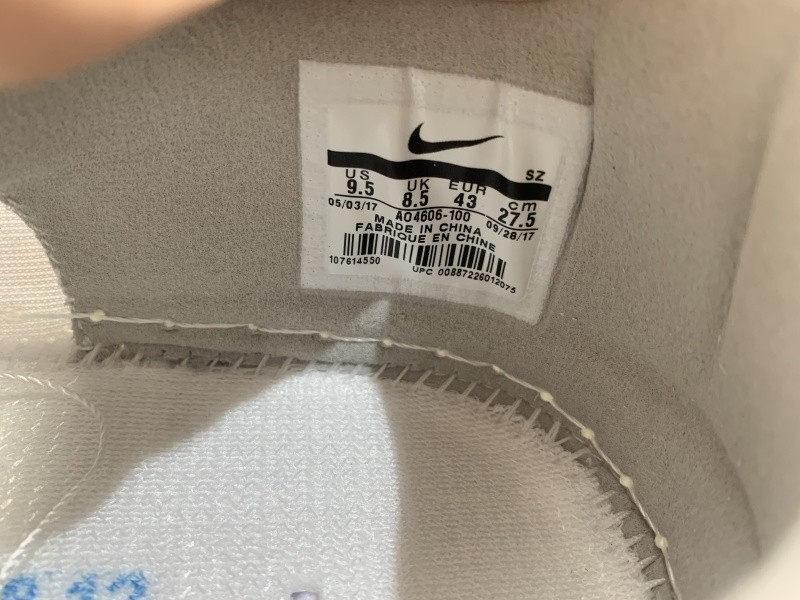 SZ
US UK EUR cm
9.5 8.5 43 27.5
05/03/17 AO4606-100 09/28/17
MADE IN CHINA
FABRIQUE EN CHINE
107614550 UPC 00887226012075